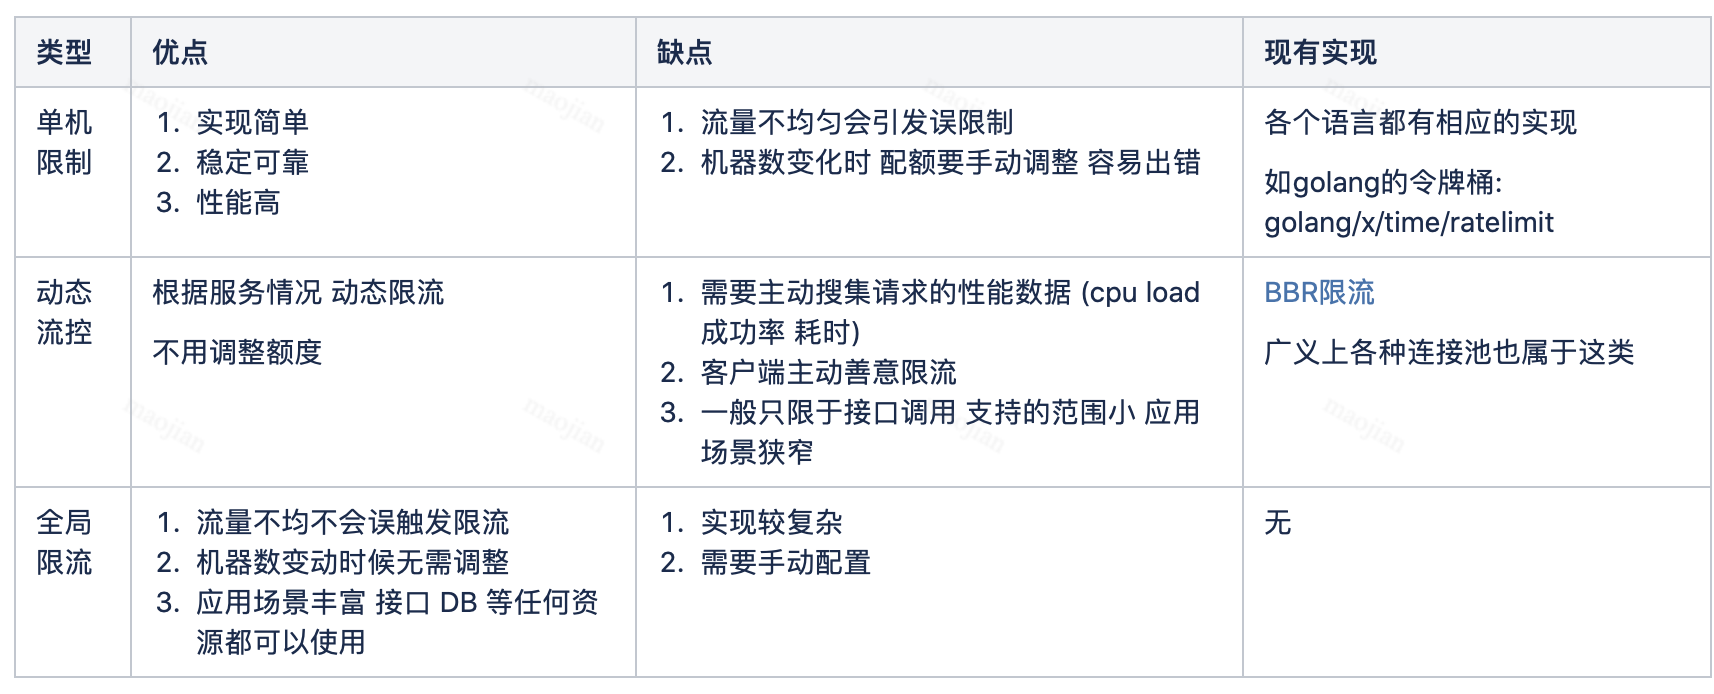 类型
优点
缺点
现有实现
单机
限制
1. 实现简单
2. 稳定可靠
3. 性能高
1. 流量不均匀会引发误限制
2. 机器数变化时 配额要手动调整 容易出错
各个语言都有相应的实现
如golang的令牌桶:
golang/x/time/ratelimit
动态
流控
根据服务情况 动态限流
不用调整额度
1. 需要主动搜集请求的性能数据 (cpu load
成功率 耗时)
2. 客户端主动善意限流
3. 一般只限于接口调用 支持的范围小 应用
场景狭窄
BBR限流
广义上各种连接池也属于这类
全局
限流
1. 流量不均不会误触发限流
2. 机器数变动时候无需调整
3. 应用场景丰富 接口 DB 等任何资
源都可以使用
1. 实现较复杂
2. 需要手动配置
无
maojian
maojian
maojian
maojian
maojian
maojian
maojian
maojian